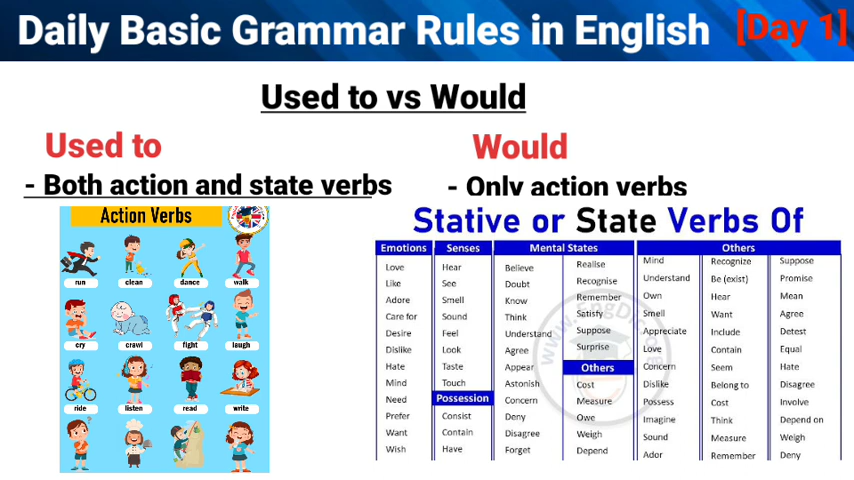 Daily Basic Grammar Rules in English [Day 1]
Used to vs Would
Used to
- Both action and state verbs
Would
- Only action verbs
Action Verbs
run clean dance walk
cry crawl fight laugh
ride listen read write
Stative or State Verbs Of
Emotions Senses Mental States Others
Love
Like
Adore
Care for
Desire
Dislike
Hate
Mind
Need
Prefer
Want
Wish
Hear
See
Smell
Sound
Feel
Look
Taste
Touch
Possession
Consist
Contain
Have
Believe
Doubt
Know
Think
Understand
Agree
Appear
Astonish
Concern
Deny
Disagree
Forget
Realise
Recognise
Remember
Satisfy
Suppose
Surprise
Others
Cost
Measure
Owe
Weigh
Depend
Mind
Understand
Own
Smell
Appreciate
Love
Concern
Dislike
Possess
Imagine
Sound
Ador
Recognize
Be (exist)
Hear
Want
Include
Contain
Seem
Belong to
Cost
Think
Measure
Remember
Suppose
Promise
Mean
Agree
Detest
Equal
Hate
Disagree
Involve
Depend on
Weigh
Deny